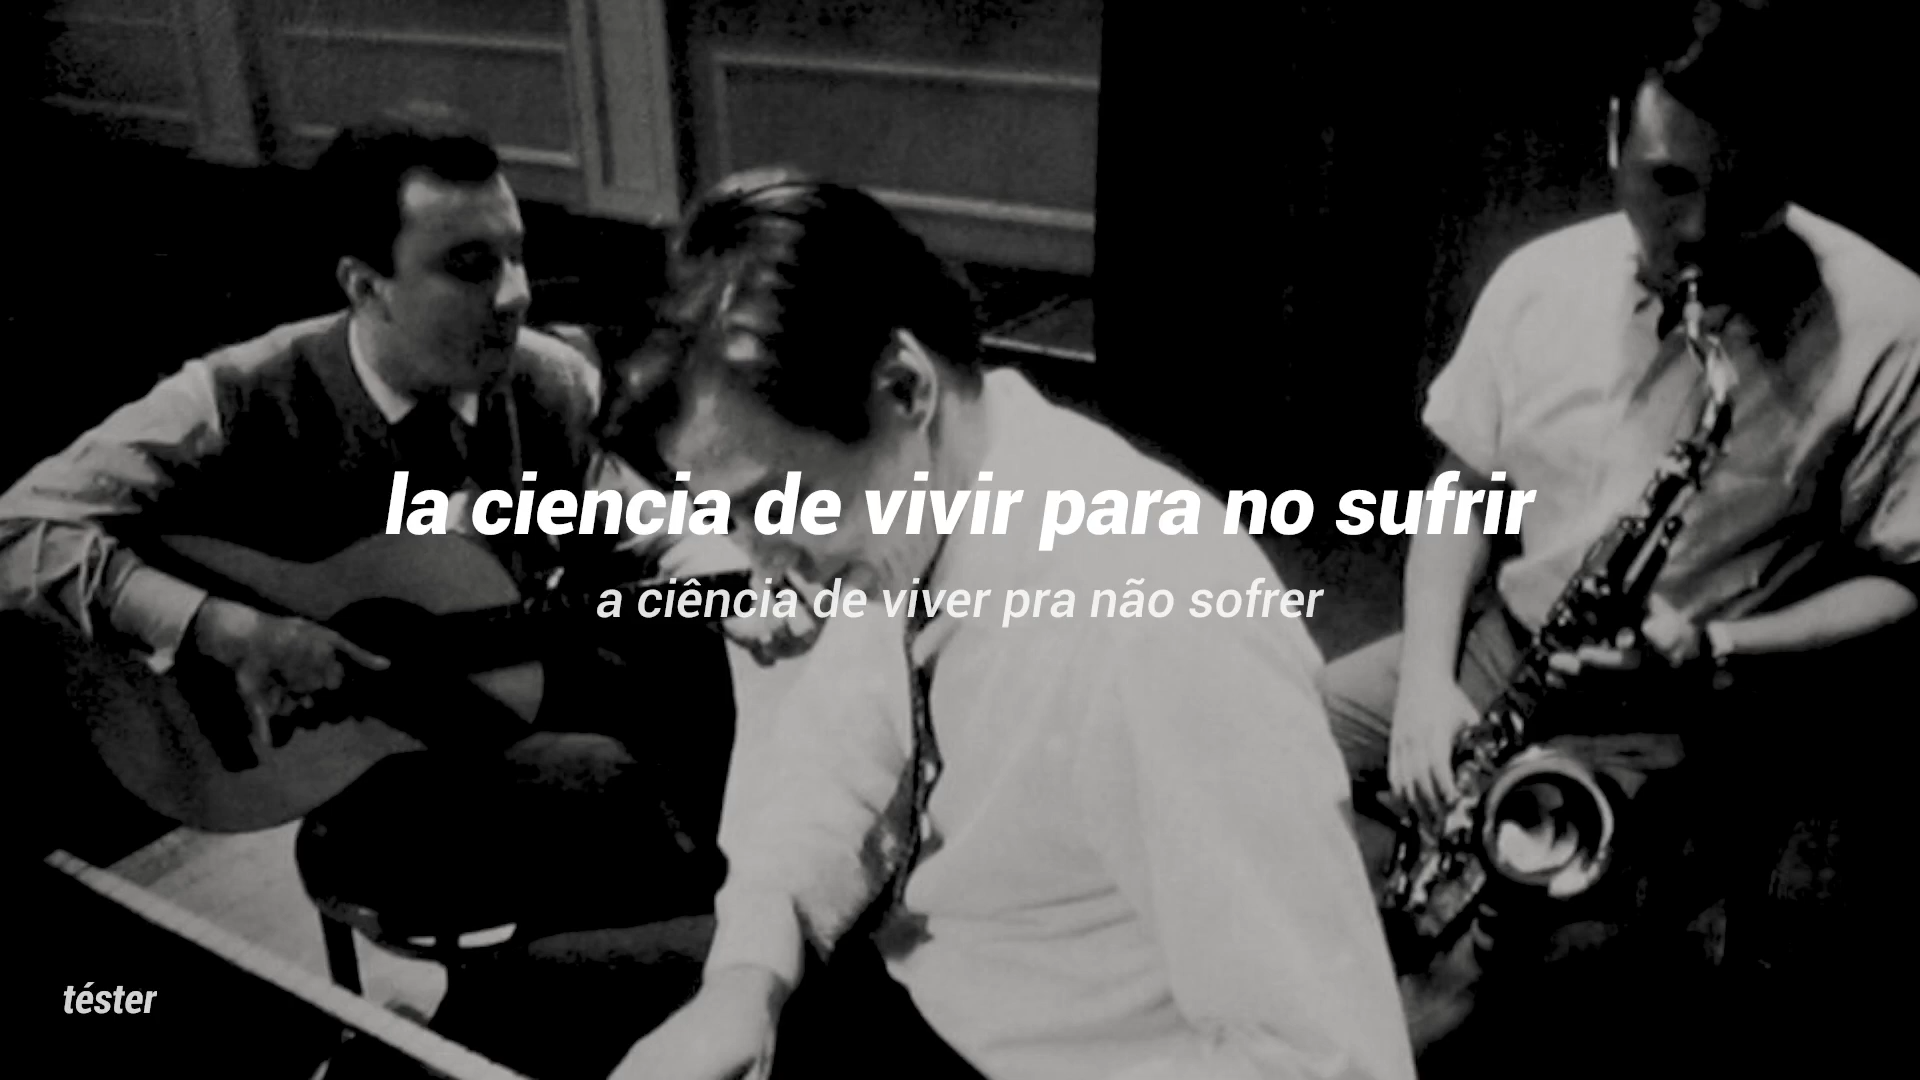 la ciencia de vivir para no sufrir
a ciência de viver pra não sofrer
téster